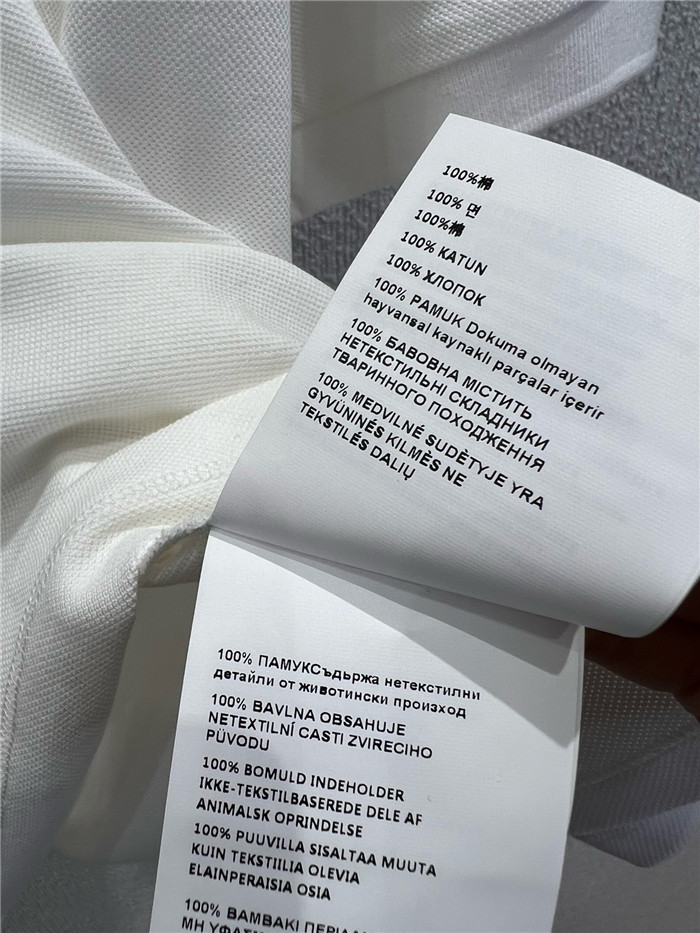 100%棉
100% 면
100%棉
100% KATUN
100% ХЛОПОК
100% PAMUK Dokuma olmayan
hayvansal kaynaklı parçalar içerir
100% БАВОВНА МІСТИТЬ
НЕТЕКСТИЛЬНІ СКЛАДНИКИ
ТВАРИННОГО ПОХОДЖЕННЯ
100% MEDVILNÉ SUDĖTYJE YRA
GYVŪNINĖS KILMĖS NE
TEKSTILĖS DALIŲ
100% ПАМУКСъдържа нетекстилни
детайли от животински произход
100% BAVLNA OBSAHUJE
NETEXTILNÍ CASTI ZVIRECIHO
PŮVODU
100% BOMULD INDEHOLDER
IKKE-TEKSTILBASEREDE DELE AF
ANIMALSK OPRINDELSE
100% PUUVILLA SISALTAA MUUTA
KUIN TEKSTIILIA OLEVIA
ELAINPERAISIA OSIA
100% ΒΑΜΒΑΚΙ
ΜΗ